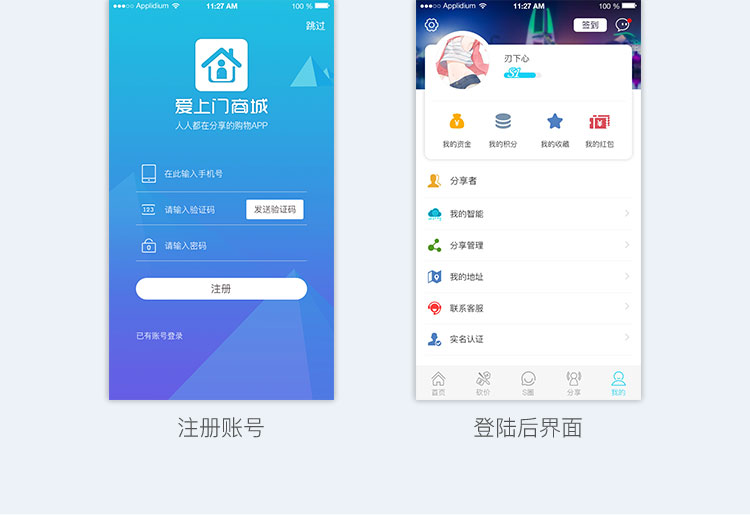 ●●●○○ Applidium 11:27 AM 100 %
跳过
爱上门商城
人人都在分享的购物APP
在此输入手机号
123 请输入验证码 发送验证码
请输入密码
注册
已有账号登录
注册账号
●●●○○ Applidium 11:27 AM 100 %
签到
刃下心
S1
我的资金 我的积分 我的收藏 我的红包
分享者
我的智能
分享管理
我的地址
联系客服
实名认证
首页 砍价 S圈 分享 我的
登陆后界面